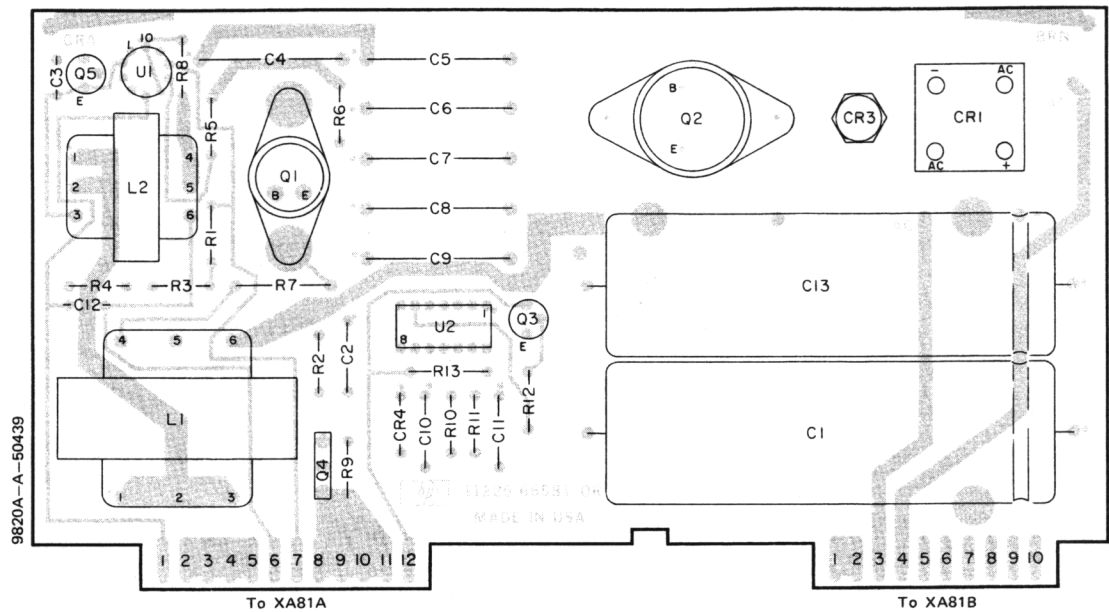 BRN
C3
Q5
E
L
10
U1
R8
C4
C5
B
Q2
E
CR3
-
AC
CR1
AC
+
R5
R6
C6
C7
1
2
3
L2
4
5
6
Q1
B E
C8
R1
C9
R4
R3
R7
C12
C13
1
U2
8
Q3
E
4 5 6
R2
C2
R13
R12
L1
CR4
C10
R10
R11
C11
C1
Q4
R9
1 2 3
MADE IN USA
9820A-A-50439
1 2 3 4 5 6 7 8 9 10 11 12
1 2 3 4 5 6 7 8 9 10
To XA81A
To XA81B